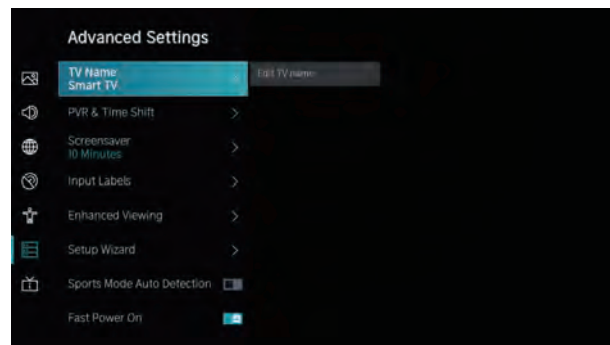 Advanced Settings
TV Name
Smart TV
Edit TV name
PVR & Time Shift
Screensaver
10 Minutes
Input Labels
Enhanced Viewing
Setup Wizard
Sports Mode Auto Detection
Fast Power On